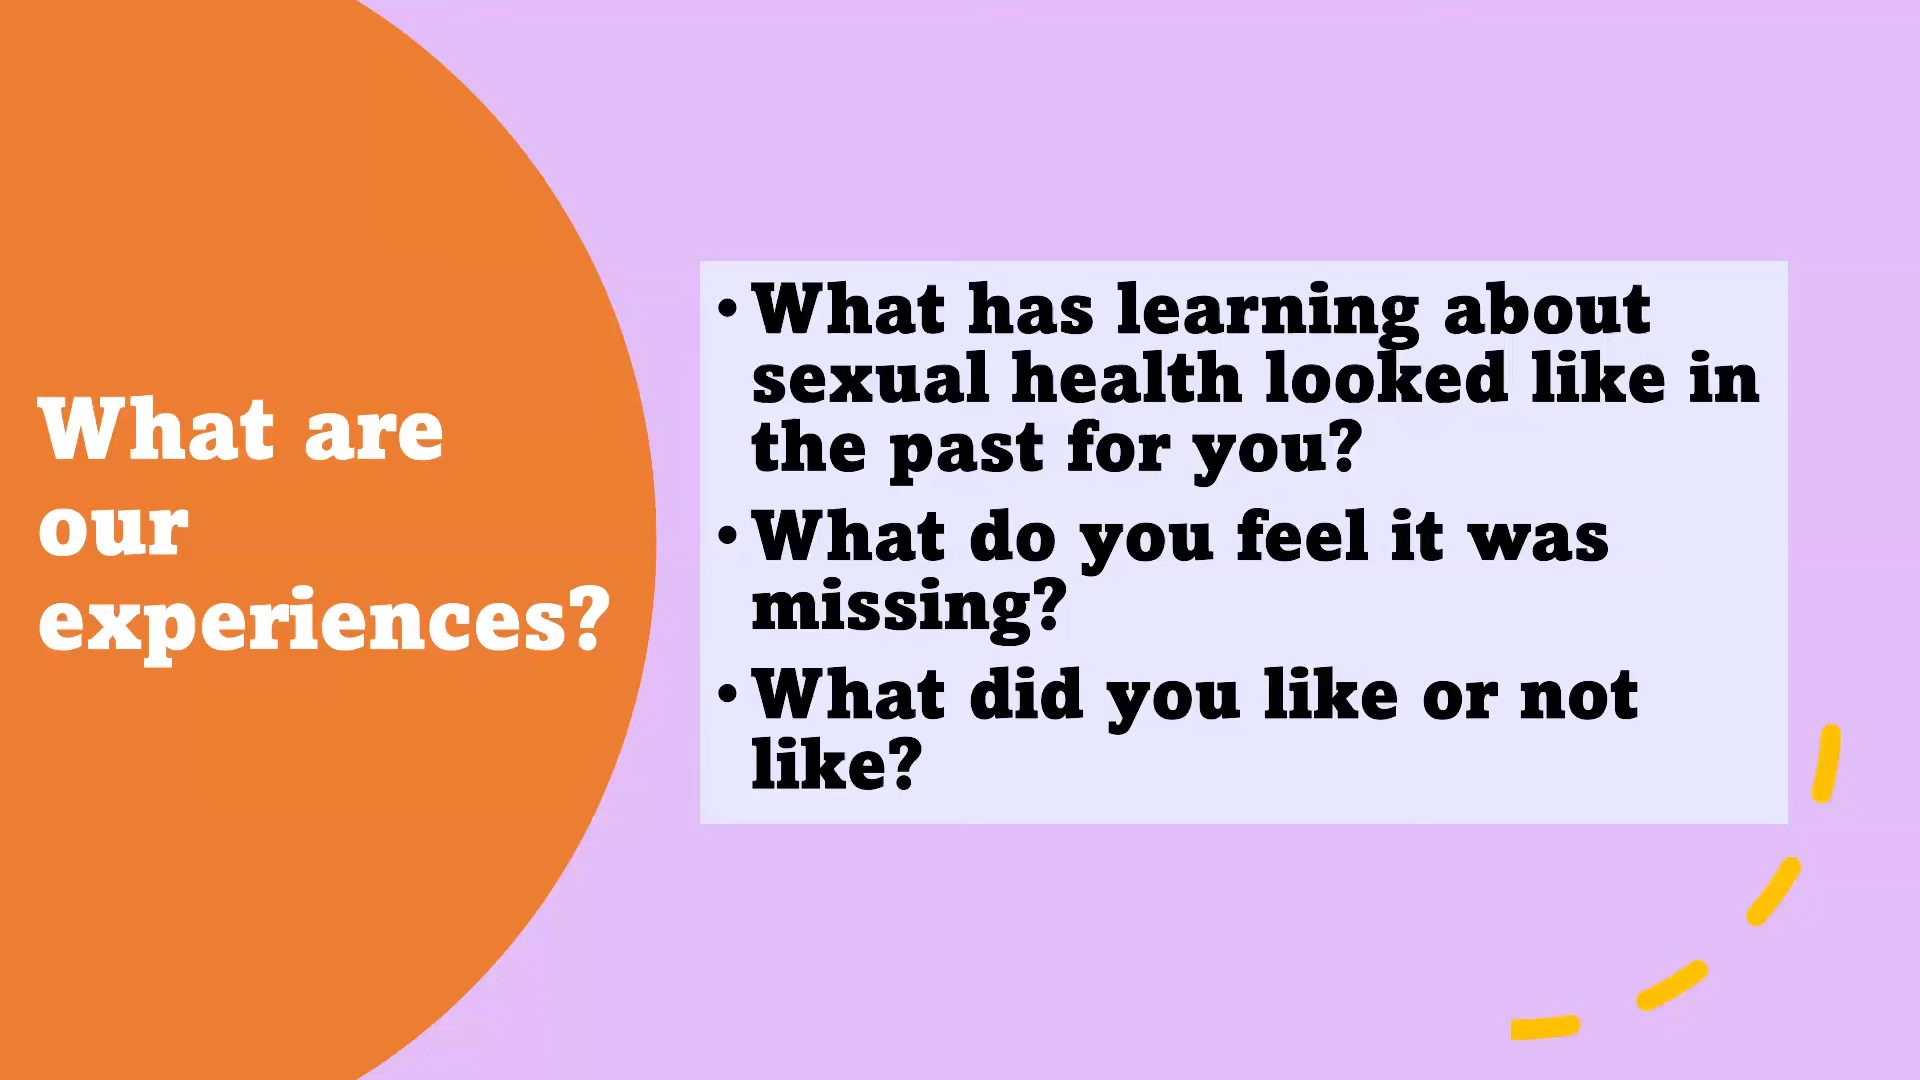 What are
our
experiences?
• What has learning about
sexual health looked like in
the past for you?
• What do you feel it was
missing?
• What did you like or not
like?